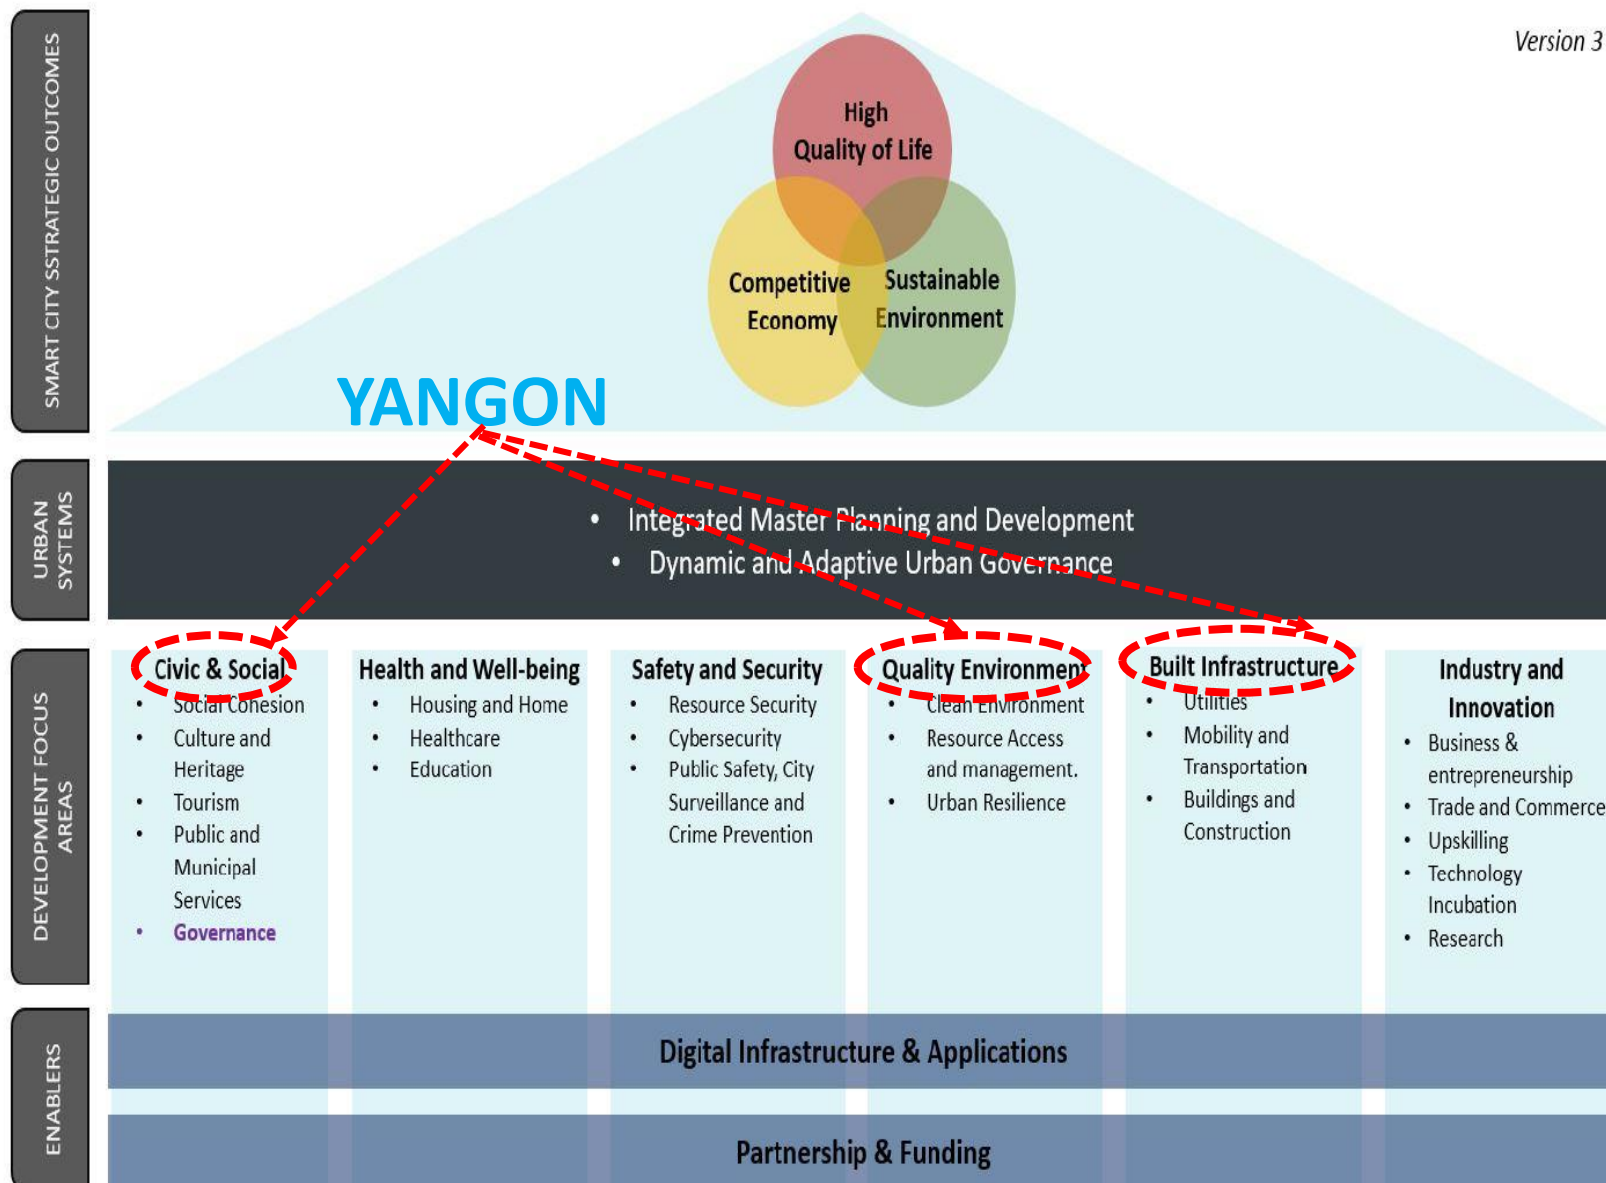 SMART CITY SSTRATEGIC OUTCOMES
Version 3
High
Quality of Life
Competitive
Economy
Sustainable
Environment
YANGON
URBAN
SYSTEMS
• Integrated Master Planning and Development
• Dynamic and Adaptive Urban Governance
DEVELOPMENT FOCUS
AREAS
Civic & Social
• Social Cohesion
• Culture and
Heritage
• Tourism
• Public and
Municipal
Services
• Governance
Health and Well-being
• Housing and Home
• Healthcare
• Education
Safety and Security
• Resource Security
• Cybersecurity
• Public Safety, City
Surveillance and
Crime Prevention
Quality Environment
• Clean Environment
• Resource Access
and management.
• Urban Resilience
Built Infrastructure
• Utilities
• Mobility and
Transportation
• Buildings and
Construction
Industry and
Innovation
• Business &
entrepreneurship
• Trade and Commerce
• Upskilling
• Technology
Incubation
• Research
ENABLERS
Digital Infrastructure & Applications
Partnership & Funding